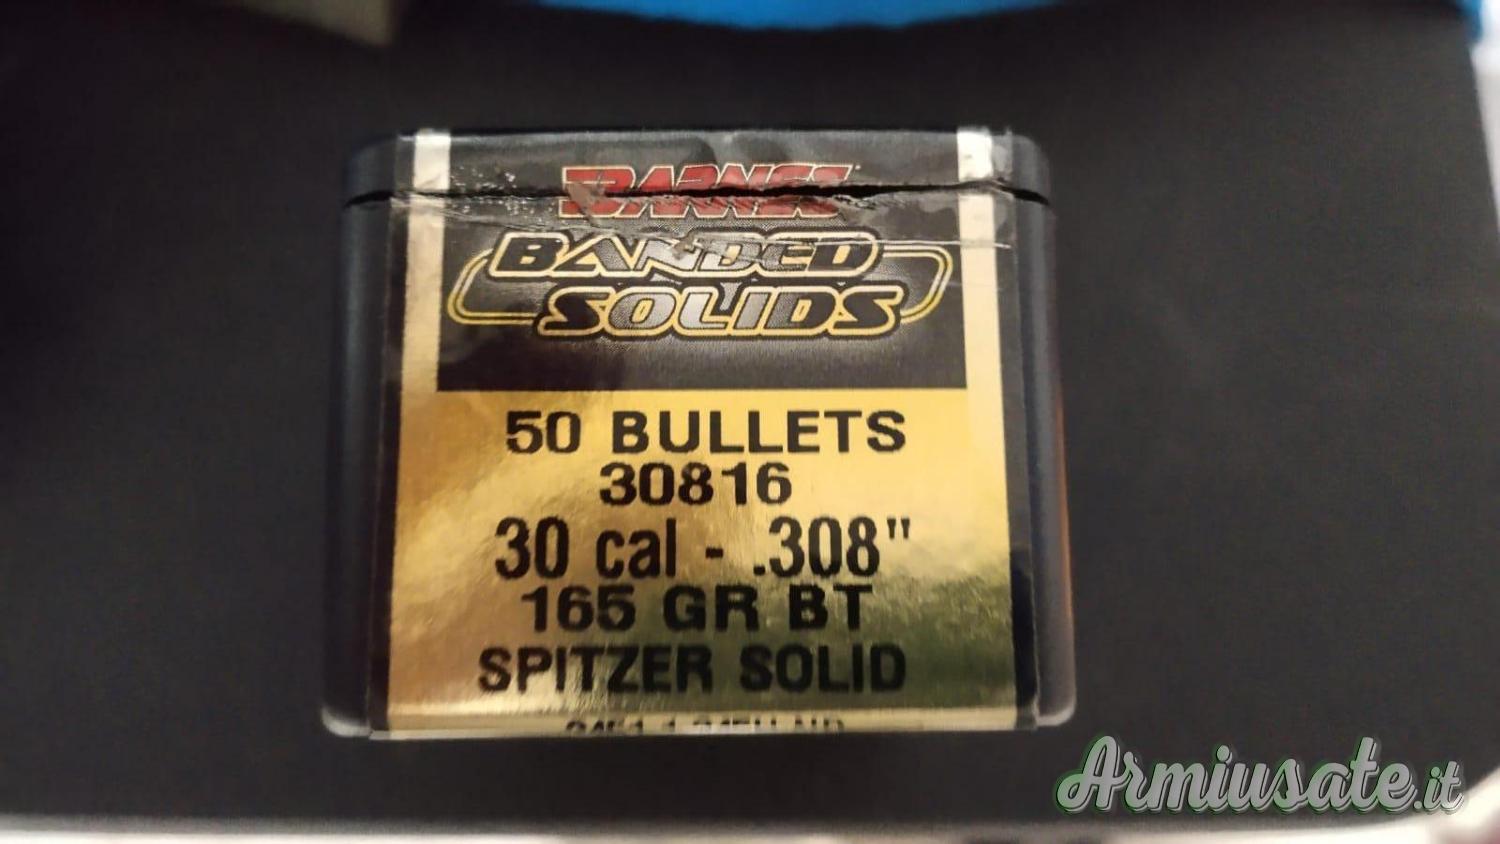 BARNES
BANDED
SOLIDS
50 BULLETS
30816
30 cal - .308"
165 GR BT
SPITZER SOLID
Armiusate.it